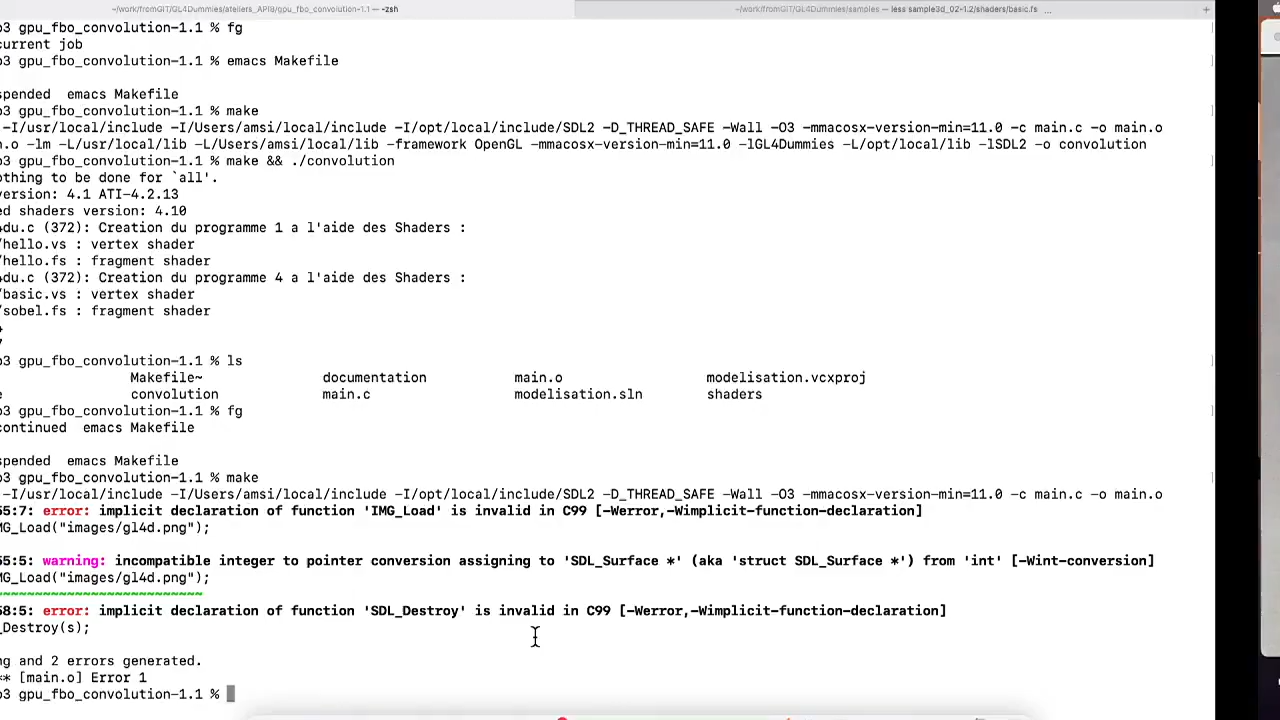 ~/work/fromGIT/GL4Dummies/ateliers_API8/gpu_fbo_convolution-1.1 — -zsh
~/work/fromGIT/GL4Dummies/samples — less sample3d_02-1.2/shaders/basic.fs ...
o3 gpu_fbo_convolution-1.1 % fg
current job
o3 gpu_fbo_convolution-1.1 % emacs Makefile
spended  emacs Makefile
o3 gpu_fbo_convolution-1.1 % make
-I/usr/local/include -I/Users/amsi/local/include -I/opt/local/include/SDL2 -D_THREAD_SAFE -Wall -O3 -mmacosx-version-min=11.0 -c main.c -o main.o
n.o -lm -L/usr/local/lib -L/Users/amsi/local/lib -framework OpenGL -mmacosx-version-min=11.0 -lGL4Dummies -L/opt/local/lib -lSDL2 -o convolution
o3 gpu_fbo_convolution-1.1 % make && ./convolution
othing to be done for `all'.
version: 4.1 ATI-4.2.13
ed shaders version: 4.10
4du.c (372): Creation du programme 1 a l'aide des Shaders :
/hello.vs : vertex shader
/hello.fs : fragment shader
4du.c (372): Creation du programme 4 a l'aide des Shaders :
/basic.vs : vertex shader
/sobel.fs : fragment shader
o3 gpu_fbo_convolution-1.1 % ls
Makefile~ documentation main.o modelisation.vcxproj
e convolution main.c modelisation.sln shaders
o3 gpu_fbo_convolution-1.1 % fg
continued  emacs Makefile
spended  emacs Makefile
o3 gpu_fbo_convolution-1.1 % make
-I/usr/local/include -I/Users/amsi/local/include -I/opt/local/include/SDL2 -D_THREAD_SAFE -Wall -O3 -mmacosx-version-min=11.0 -c main.c -o main.o
55:7: error: implicit declaration of function 'IMG_Load' is invalid in C99 [-Werror,-Wimplicit-function-declaration]
MG_Load("images/gl4d.png");
55:5: warning: incompatible integer to pointer conversion assigning to 'SDL_Surface *' (aka 'struct SDL_Surface *') from 'int' [-Wint-conversion]
MG_Load("images/gl4d.png");
~~~~~~~~~~~~~~~~~~~~~~~~~~
58:5: error: implicit declaration of function 'SDL_Destroy' is invalid in C99 [-Werror,-Wimplicit-function-declaration]
_Destroy(s);
ng and 2 errors generated.
** [main.o] Error 1
o3 gpu_fbo_convolution-1.1 %